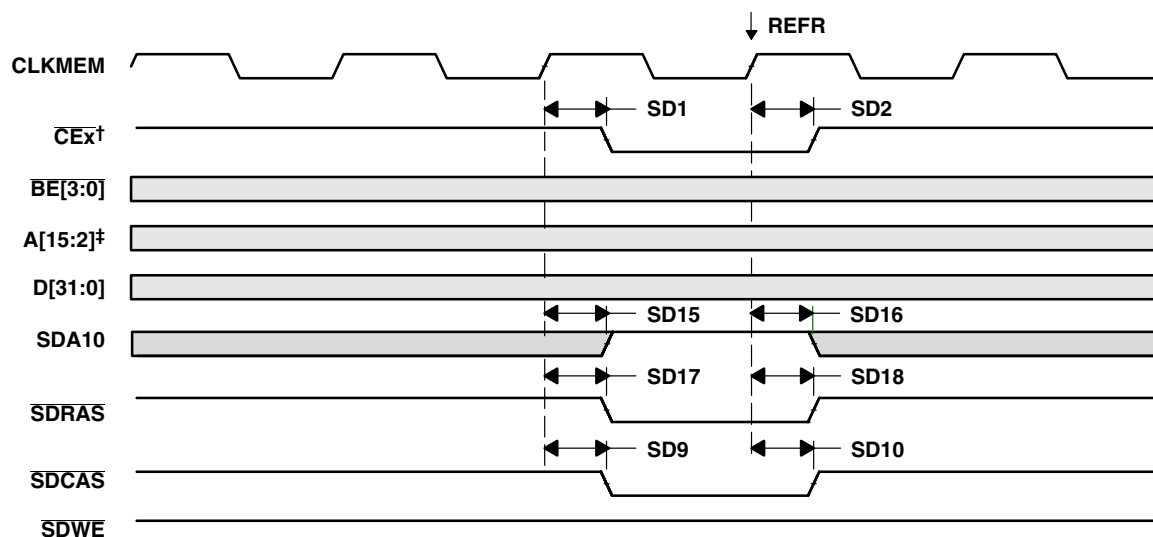 REFR
CLKMEM
SD1
SD2
CEx†
BE[3:0]
A[15:2]‡
D[31:0]
SD15
SD16
SDA10
SD17
SD18
SDRAS
SD9
SD10
SDCAS
SDWE